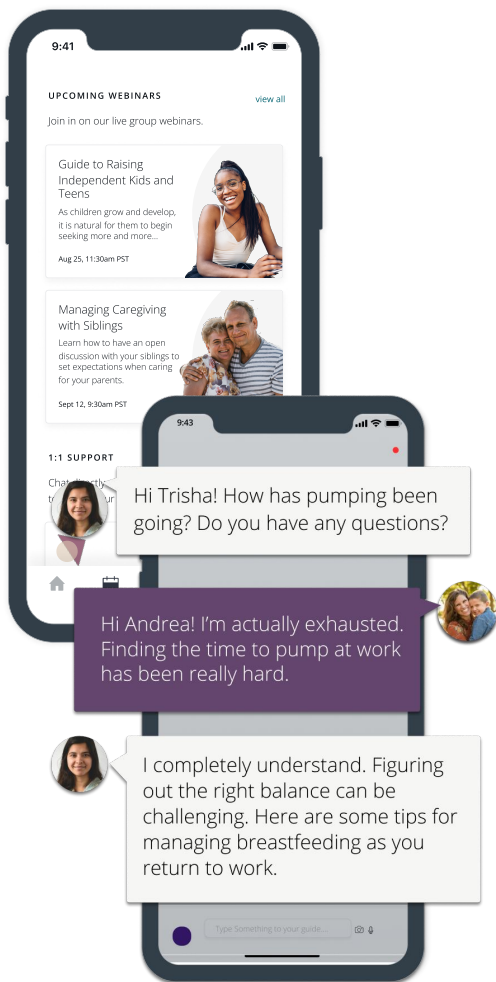 9:41
UPCOMING WEBINARS
view all
Join in on our live group webinars.
Guide to Raising
Independent Kids and
Teens
As children grow and develop,
it is natural for them to begin
seeking more and more...
Aug 25, 11:30am PST
Managing Caregiving
with Siblings
Learn how to have an open
discussion with your siblings to
set expectations when caring
for your parents.
Sept 12, 9:30am PST
1:1 SUPPORT
9:43
Hi Trisha! How has pumping been
going? Do you have any questions?
Hi Andrea! I’m actually exhausted.
Finding the time to pump at work
has been really hard.
I completely understand. Figuring
out the right balance can be
challenging. Here are some tips for
managing breastfeeding as you
return to work.
Type Something to your guide....